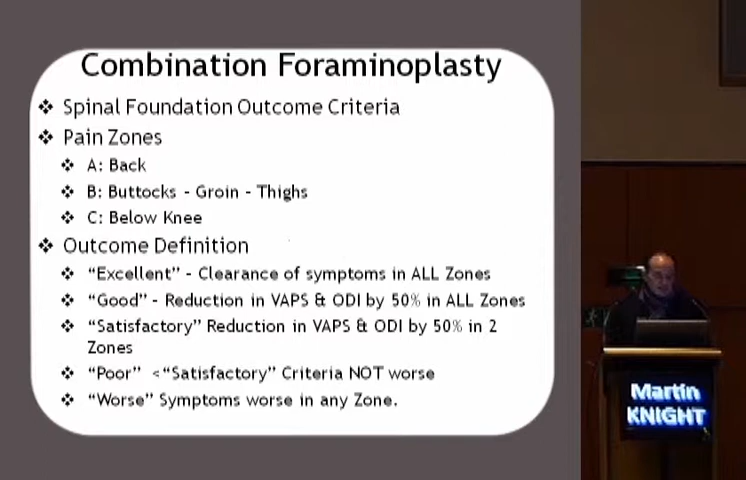 Combination Foraminoplasty
❖ Spinal Foundation Outcome Criteria
❖ Pain Zones
❖ A: Back
❖ B: Buttocks - Groin - Thighs
❖ C: Below Knee
❖ Outcome Definition
❖ “Excellent” - Clearance of symptoms in ALL Zones
❖ “Good” - Reduction in VAPS & ODI by 50% in ALL Zones
❖ “Satisfactory” Reduction in VAPS & ODI by 50% in 2
Zones
❖ “Poor” <“Satisfactory” Criteria NOT worse
❖ “Worse” Symptoms worse in any Zone.
Martin
KNIGHT